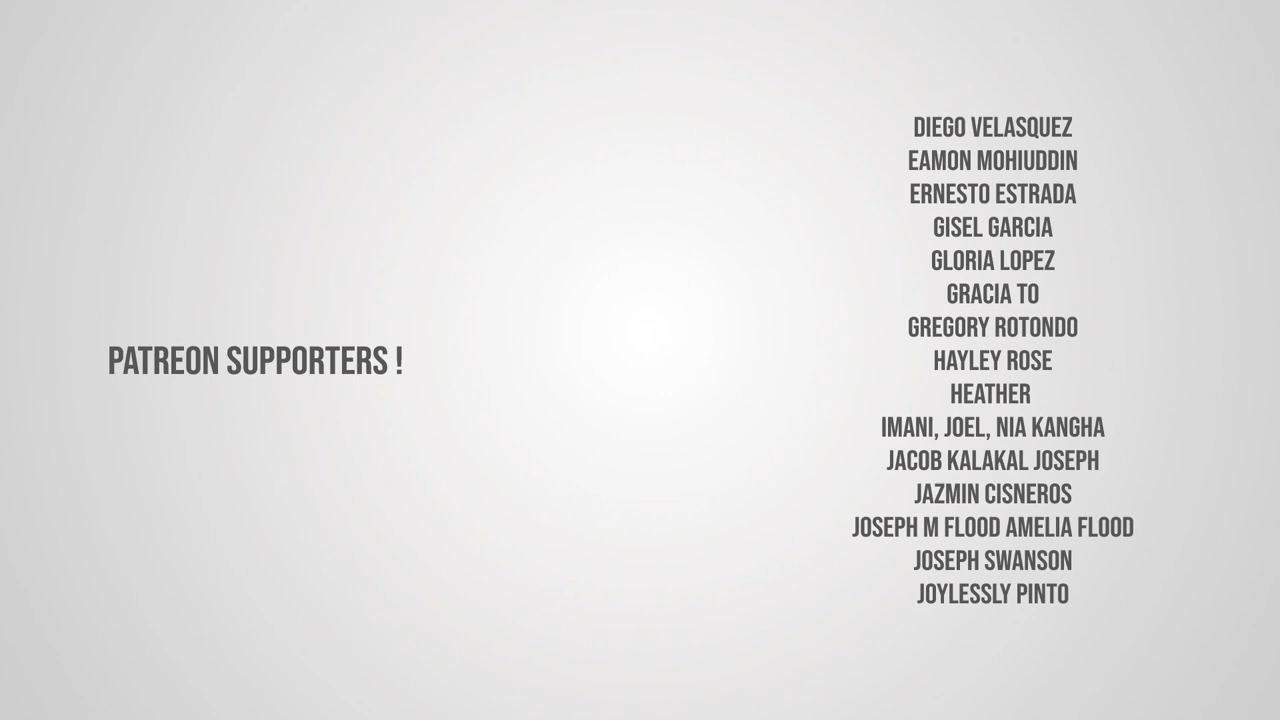 PATREON SUPPORTERS !
DIEGO VELASQUEZ
EAMON MOHIUDDIN
ERNESTO ESTRADA
GISEL GARCIA
GLORIA LOPEZ
GRACIA TO
GREGORY ROTONDO
HAYLEY ROSE
HEATHER
IMANI, JOEL, NIA KANGHA
JACOB KALAKAL JOSEPH
JAZMIN CISNEROS
JOSEPH M FLOOD AMELIA FLOOD
JOSEPH SWANSON
JOYLESSLY PINTO